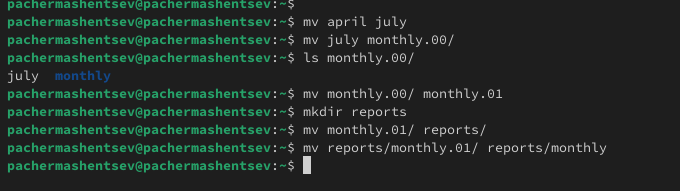 pachermashentsev@pachermashentsev:~$
pachermashentsev@pachermashentsev:~$ mv april july
pachermashentsev@pachermashentsev:~$ mv july monthly.00/
pachermashentsev@pachermashentsev:~$ ls monthly.00/
july  monthly
pachermashentsev@pachermashentsev:~$ mv monthly.00/ monthly.01
pachermashentsev@pachermashentsev:~$ mkdir reports
pachermashentsev@pachermashentsev:~$ mv monthly.01/ reports/
pachermashentsev@pachermashentsev:~$ mv reports/monthly.01/ reports/monthly
pachermashentsev@pachermashentsev:~$